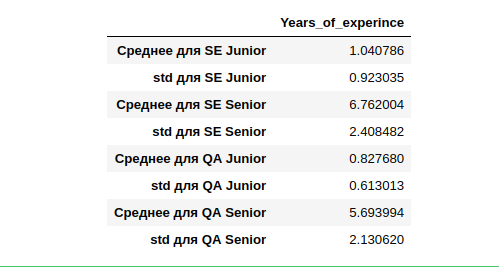 Years_of_experince
Среднее для SE Junior 1.040786
std для SE Junior 0.923035
Среднее для SE Senior 6.762004
std для SE Senior 2.408482
Среднее для QA Junior 0.827680
std для QA Junior 0.613013
Среднее для QA Senior 5.693994
std для QA Senior 2.130620